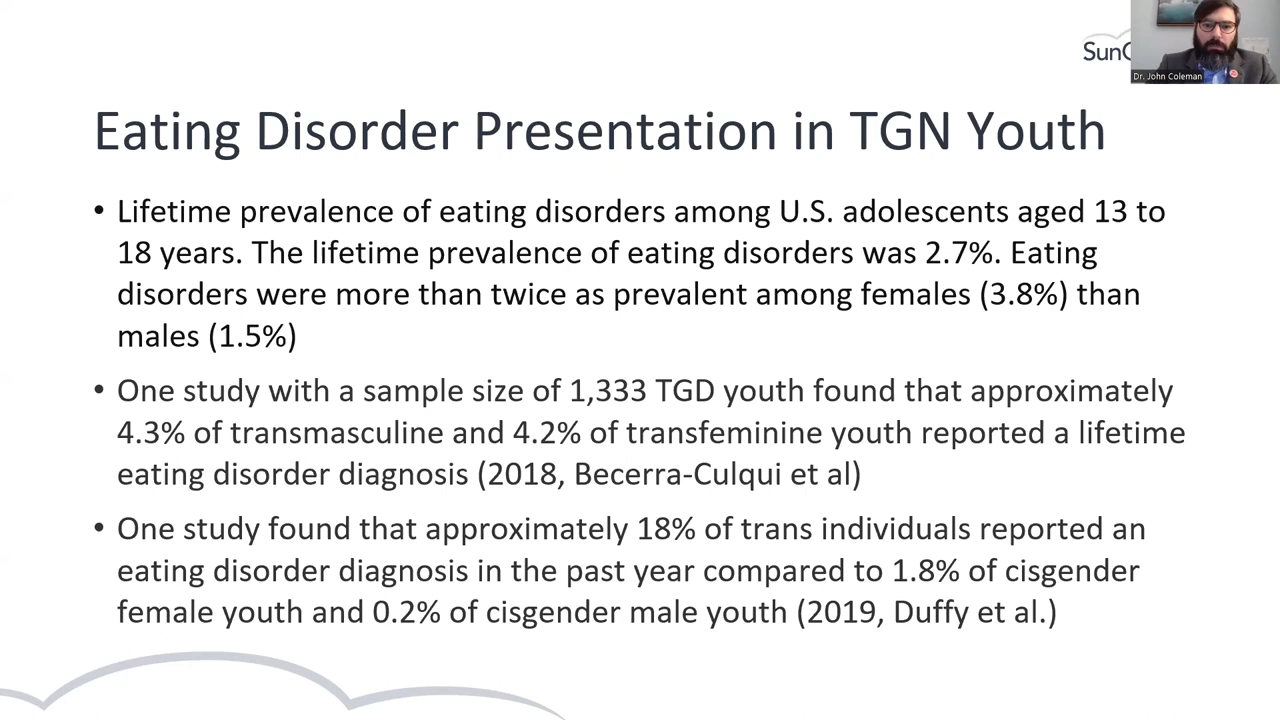 Dr. John Coleman
Eating Disorder Presentation in TGN Youth
• Lifetime prevalence of eating disorders among U.S. adolescents aged 13 to
18 years. The lifetime prevalence of eating disorders was 2.7%. Eating
disorders were more than twice as prevalent among females (3.8%) than
males (1.5%)
• One study with a sample size of 1,333 TGD youth found that approximately
4.3% of transmasculine and 4.2% of transfeminine youth reported a lifetime
eating disorder diagnosis (2018, Becerra-Culqui et al)
• One study found that approximately 18% of trans individuals reported an
eating disorder diagnosis in the past year compared to 1.8% of cisgender
female youth and 0.2% of cisgender male youth (2019, Duffy et al.)